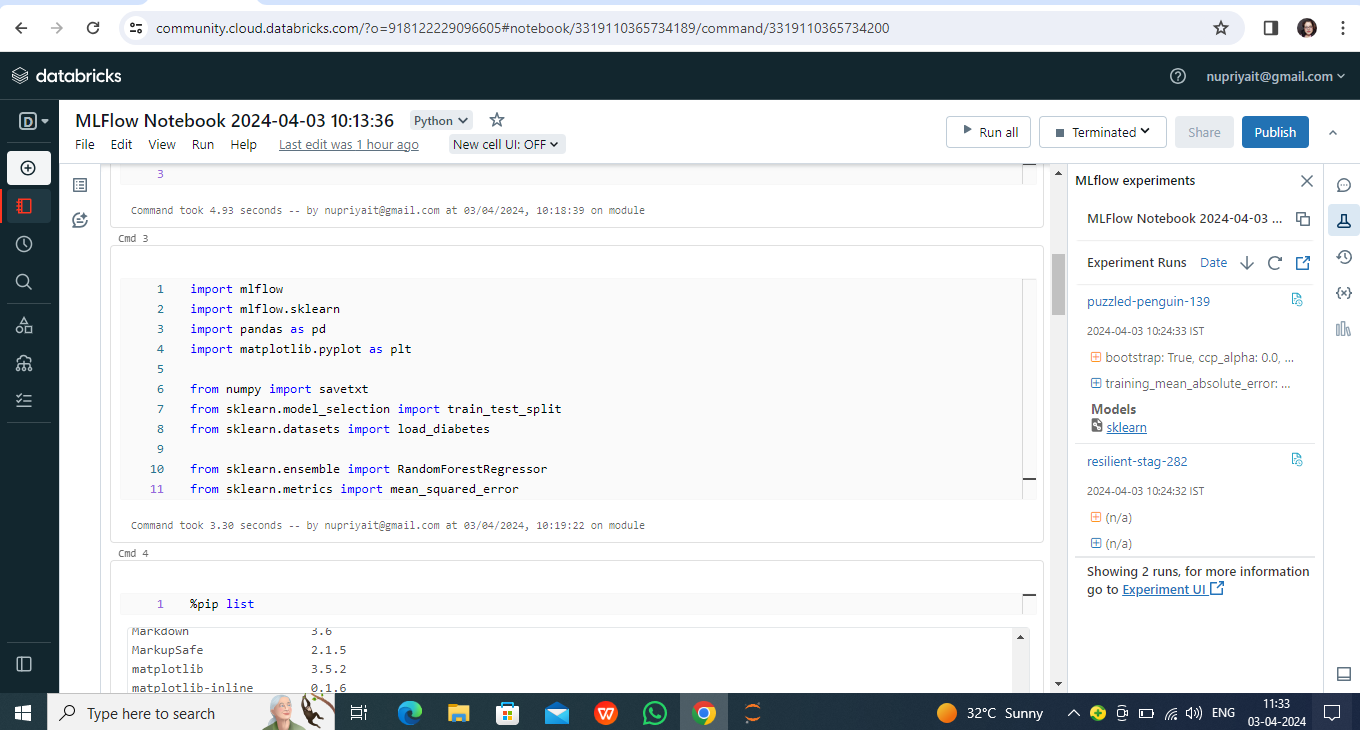 community.cloud.databricks.com/?o=918122229096605#notebook/3319110365734189/command/3319110365734200
databricks
nupriyait@gmail.com
D
MLFlow Notebook 2024-04-03 10:13:36 Python
Run all Terminated Share Publish
File Edit View Run Help Last edit was 1 hour ago New cell UI: OFF
3
Command took 4.93 seconds -- by nupriyait@gmail.com at 03/04/2024, 10:18:39 on module
Cmd 3
1 import mlflow
2 import mlflow.sklearn
3 import pandas as pd
4 import matplotlib.pyplot as plt
5
6 from numpy import savetxt
7 from sklearn.model_selection import train_test_split
8 from sklearn.datasets import load_diabetes
9
10 from sklearn.ensemble import RandomForestRegressor
11 from sklearn.metrics import mean_squared_error
Command took 3.30 seconds -- by nupriyait@gmail.com at 03/04/2024, 10:19:22 on module
Cmd 4
1 %pip list
Markdown 3.6
MarkupSafe 2.1.5
matplotlib 3.5.2
matplotlib-inline 0.1.6
MLflow experiments
MLFlow Notebook 2024-04-03 ...
Experiment Runs Date
puzzled-penguin-139
2024-04-03 10:24:33 IST
bootstrap: True, ccp_alpha: 0.0, ...
training_mean_absolute_error: ...
Models
sklearn
resilient-stag-282
2024-04-03 10:24:32 IST
(n/a)
(n/a)
Showing 2 runs, for more information
go to Experiment UI
Type here to search
32°C Sunny
ENG
11:33
03-04-2024